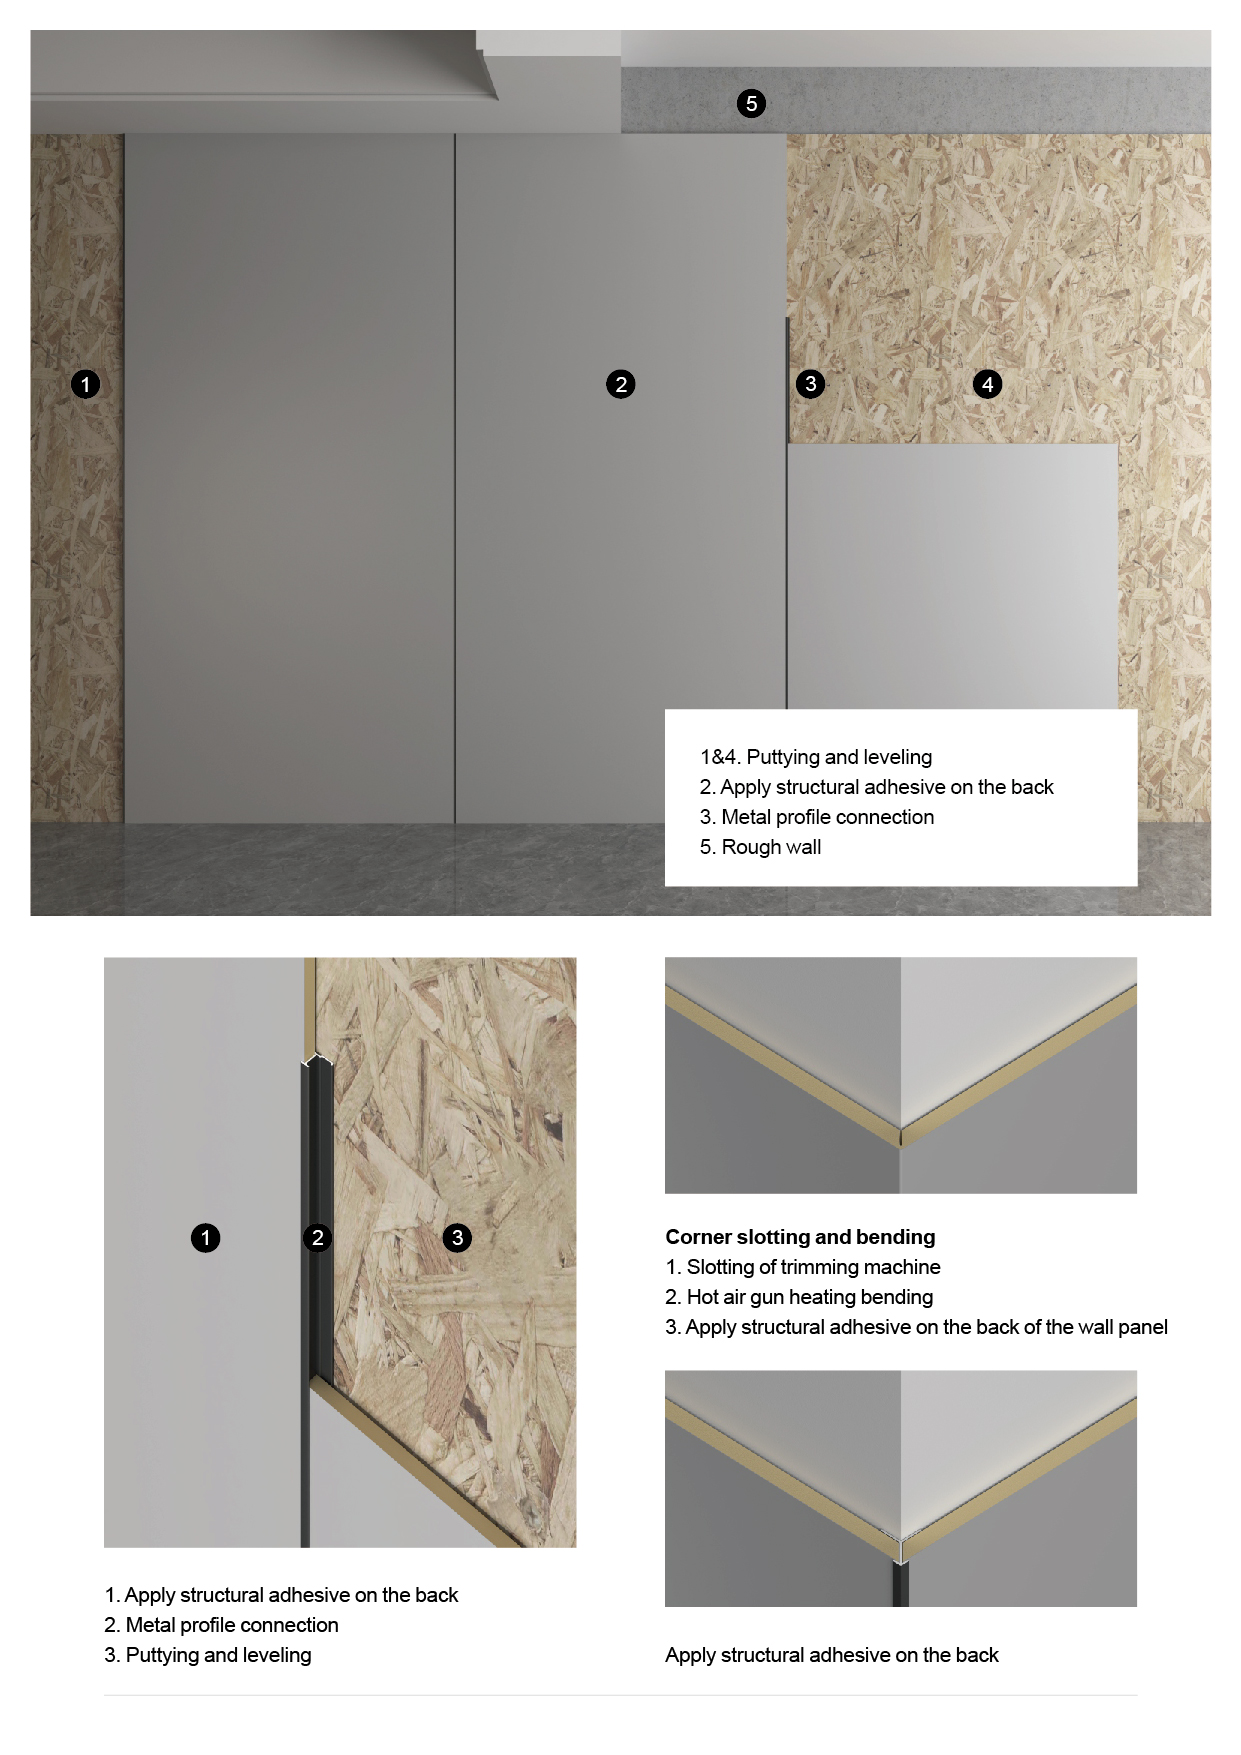 5
1
2
3
4
1&4. Puttying and leveling
2. Apply structural adhesive on the back
3. Metal profile connection
5. Rough wall
1
2
3
1. Apply structural adhesive on the back
2. Metal profile connection
3. Puttying and leveling
Corner slotting and bending
1. Slotting of trimming machine
2. Hot air gun heating bending
3. Apply structural adhesive on the back of the wall panel
Apply structural adhesive on the back